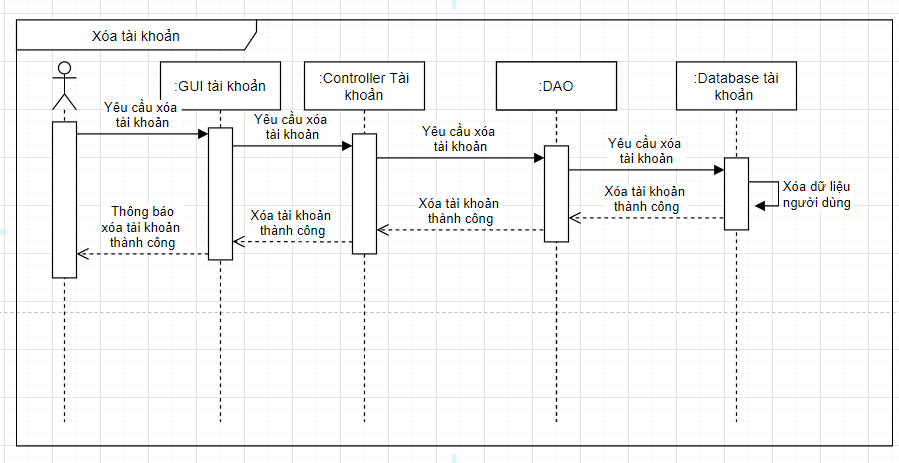 Xóa tài khoản
:GUI tài khoản
:Controller Tài
khoản
:DAO
:Database tài
khoản
Yêu cầu xóa
tài khoản
Yêu cầu xóa
tài khoản
Yêu cầu xóa
tài khoản
Yêu cầu xóa
tài khoản
Xóa dữ liệu
người dùng
Xóa tài khoản
thành công
Xóa tài khoản
thành công
Xóa tài khoản
thành công
Thông báo
xóa tài khoản
thành công